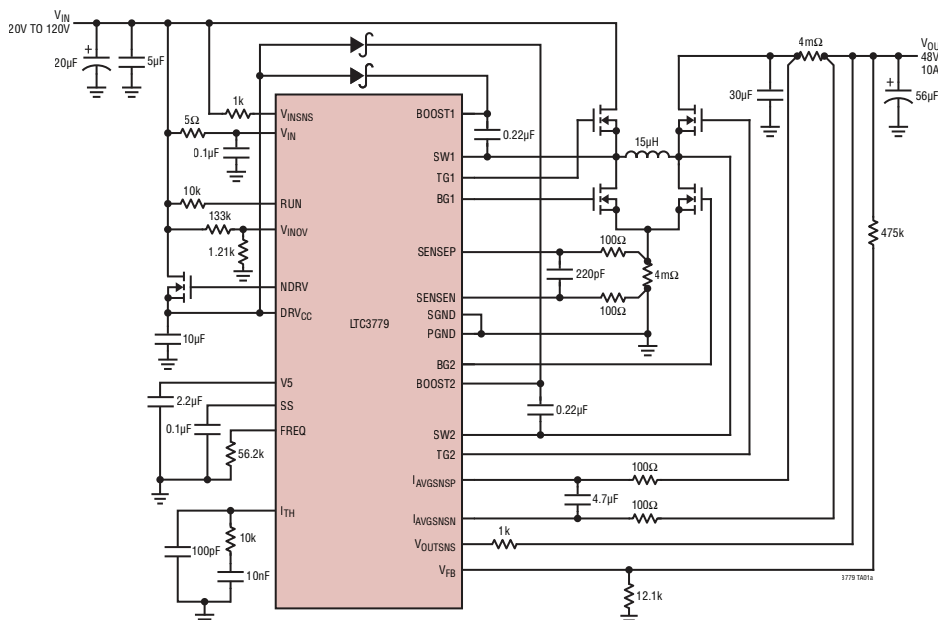 VIN
20V TO 120V
20µF
5µF
1k
VINSNS
5Ω
VIN
0.1µF
10k
RUN
133k
VINOV
1.21k
NDRV
DRVCC
10µF
V5
2.2µF
SS
0.1µF
FREQ
56.2k
ITH
100pF
10k
10nF
LTC3779
BOOST1
0.22µF
SW1
15µH
TG1
BG1
SENSEP
100Ω
220pF
4mΩ
SENSEN
100Ω
SGND
PGND
BG2
BOOST2
0.22µF
SW2
TG2
IAVGSNSP
100Ω
4.7µF
IAVGSNSN
100Ω
VOUTSNS
1k
VFB
12.1k
4mΩ
30µF
VOU
48V
10A
56µF
475k
3779 TA01a